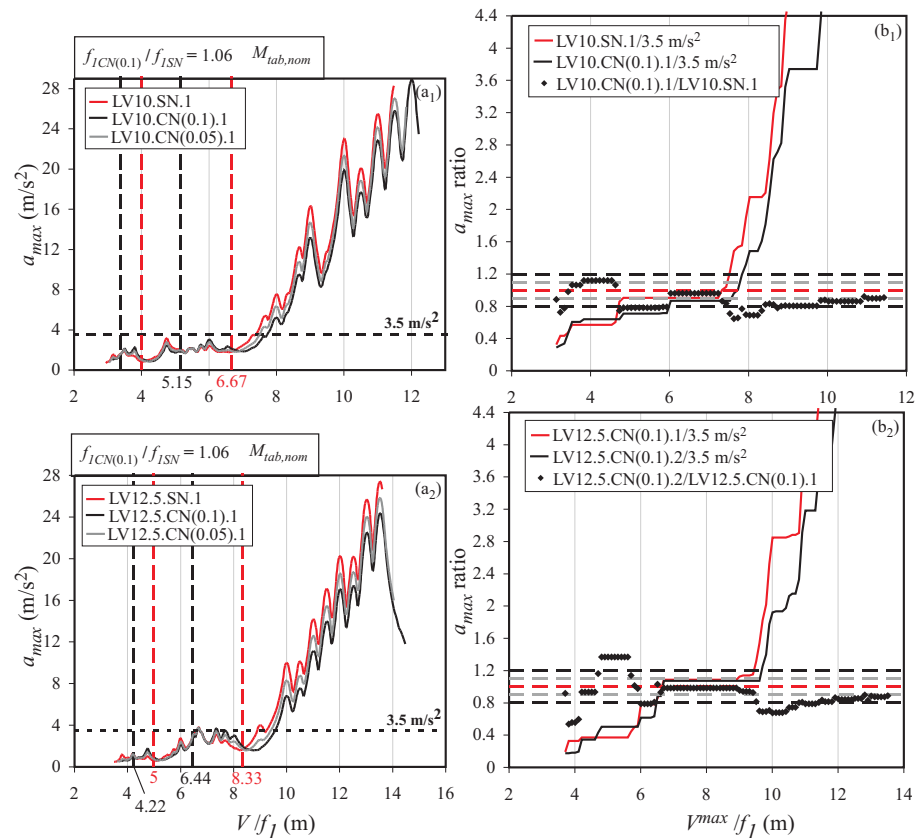 f1CN(0.1) / f1SN = 1.06 Mtab,nom
(a1)
LV10.SN.1
LV10.CN(0.1).1
LV10.CN(0.05).1
28
24
20
16
12
8
4
0
amax (m/s²)
3.5 m/s²
5.15
6.67
2 4 6 8 10 12 14
(b1)
LV10.SN.1/3.5 m/s²
LV10.CN(0.1).1/3.5 m/s²
LV10.CN(0.1).1/LV10.SN.1
4.4
4
3.6
3.2
2.8
2.4
2
1.6
1.2
0.8
0.4
0
amax ratio
2 4 6 8 10 12 14
f1CN(0.1) / f1SN = 1.06 Mtab,nom
(a2)
LV12.5.SN.1
LV12.5.CN(0.1).1
LV12.5.CN(0.05).1
28
24
20
16
12
8
4
0
amax (m/s²)
3.5 m/s²
5
6.44
8.33
4.22
2 4 6 8 10 12 14 16
V/f1 (m)
(b2)
LV12.5.CN(0.1).1/3.5 m/s²
LV12.5.CN(0.1).2/3.5 m/s²
LV12.5.CN(0.1).2/LV12.5.CN(0.1).1
4.4
4
3.6
3.2
2.8
2.4
2
1.6
1.2
0.8
0.4
0
amax ratio
2 4 6 8 10 12 14
Vmax/f1 (m)